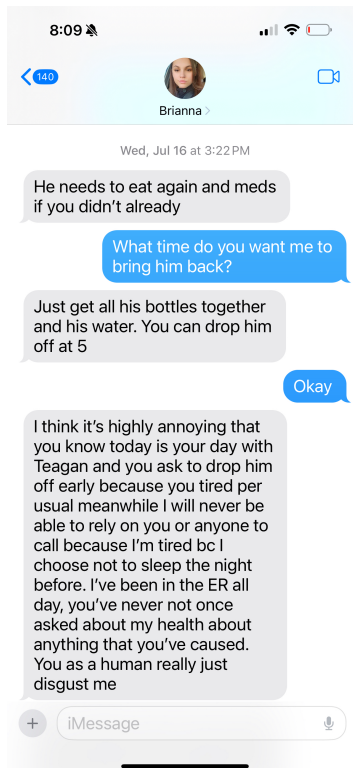 8:09
140
Brianna
Wed, Jul 16 at 3:22 PM
He needs to eat again and meds
if you didn’t already
What time do you want me to
bring him back?
Just get all his bottles together
and his water. You can drop him
off at 5
Okay
I think it’s highly annoying that
you know today is your day with
Teagan and you ask to drop him
off early because you tired per
usual meanwhile I will never be
able to rely on you or anyone to
call because I’m tired bc I
choose not to sleep the night
before. I’ve been in the ER all
day, you’ve never not once
asked about my health about
anything that you’ve caused.
You as a human really just
disgust me
iMessage